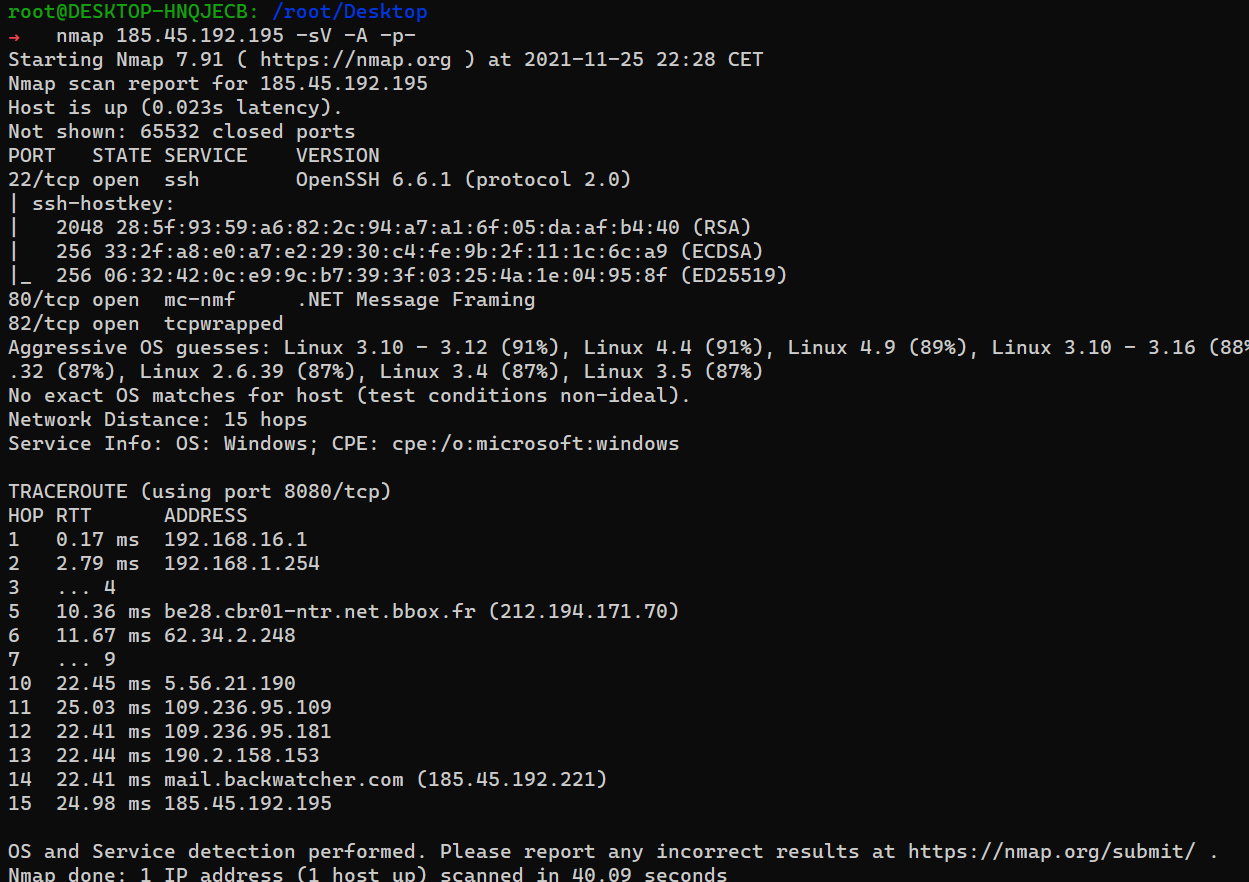 root@DESKTOP-HNQJECB: /root/Desktop
→   nmap 185.45.192.195 -sV -A -p-
Starting Nmap 7.91 ( https://nmap.org ) at 2021-11-25 22:28 CET
Nmap scan report for 185.45.192.195
Host is up (0.023s latency).
Not shown: 65532 closed ports
PORT   STATE SERVICE    VERSION
22/tcp open  ssh        OpenSSH 6.6.1 (protocol 2.0)
| ssh-hostkey:
|   2048 28:5f:93:59:a6:82:2c:94:a7:a1:6f:05:da:af:b4:40 (RSA)
|   256 33:2f:a8:e0:a7:e2:29:30:c4:fe:9b:2f:11:1c:6c:a9 (ECDSA)
|_  256 06:32:42:0c:e9:9c:b7:39:3f:03:25:4a:1e:04:95:8f (ED25519)
80/tcp open  mc-nmf     .NET Message Framing
82/tcp open  tcpwrapped
Aggressive OS guesses: Linux 3.10 - 3.12 (91%), Linux 4.4 (91%), Linux 4.9 (89%), Linux 3.10 - 3.16 (88%
.32 (87%), Linux 2.6.39 (87%), Linux 3.4 (87%), Linux 3.5 (87%)
No exact OS matches for host (test conditions non-ideal).
Network Distance: 15 hops
Service Info: OS: Windows; CPE: cpe:/o:microsoft:windows

TRACEROUTE (using port 8080/tcp)
HOP RTT      ADDRESS
1   0.17 ms  192.168.16.1
2   2.79 ms  192.168.1.254
3   ... 4
5   10.36 ms be28.cbr01-ntr.net.bbox.fr (212.194.171.70)
6   11.67 ms 62.34.2.248
7   ... 9
10  22.45 ms 5.56.21.190
11  25.03 ms 109.236.95.109
12  22.41 ms 109.236.95.181
13  22.44 ms 190.2.158.153
14  22.41 ms mail.backwatcher.com (185.45.192.221)
15  24.98 ms 185.45.192.195

OS and Service detection performed. Please report any incorrect results at https://nmap.org/submit/ .
Nmap done: 1 IP address (1 host up) scanned in 40.09 seconds